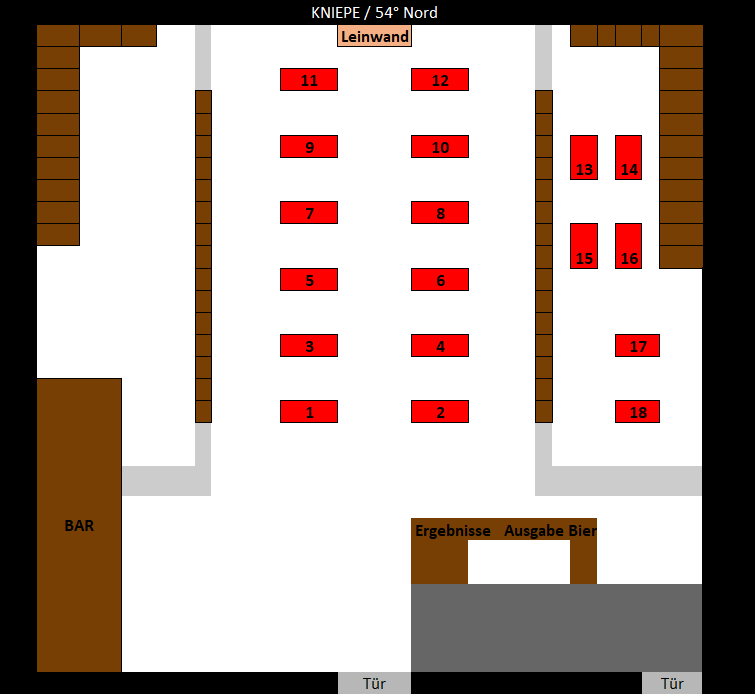 KNIEPE / 54° Nord
Leinwand
11 12
9 10
13 14
7 8
15 16
5 6
3 4 17
1 2 18
BAR
Ergebnisse Ausgabe Bier
Tür Tür